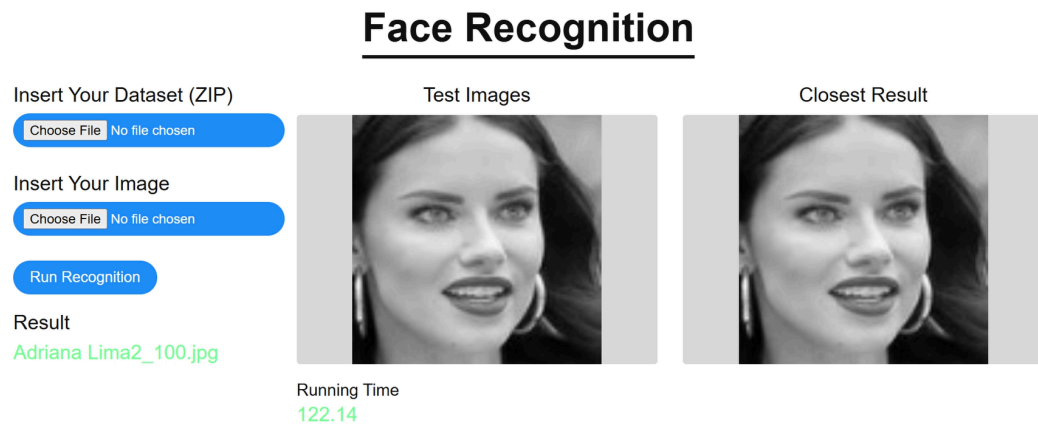 Face Recognition
Insert Your Dataset (ZIP)
Choose File No file chosen
Insert Your Image
Choose File No file chosen
Run Recognition
Result
Adriana Lima2_100.jpg
Test Images
Running Time
122.14
Closest Result